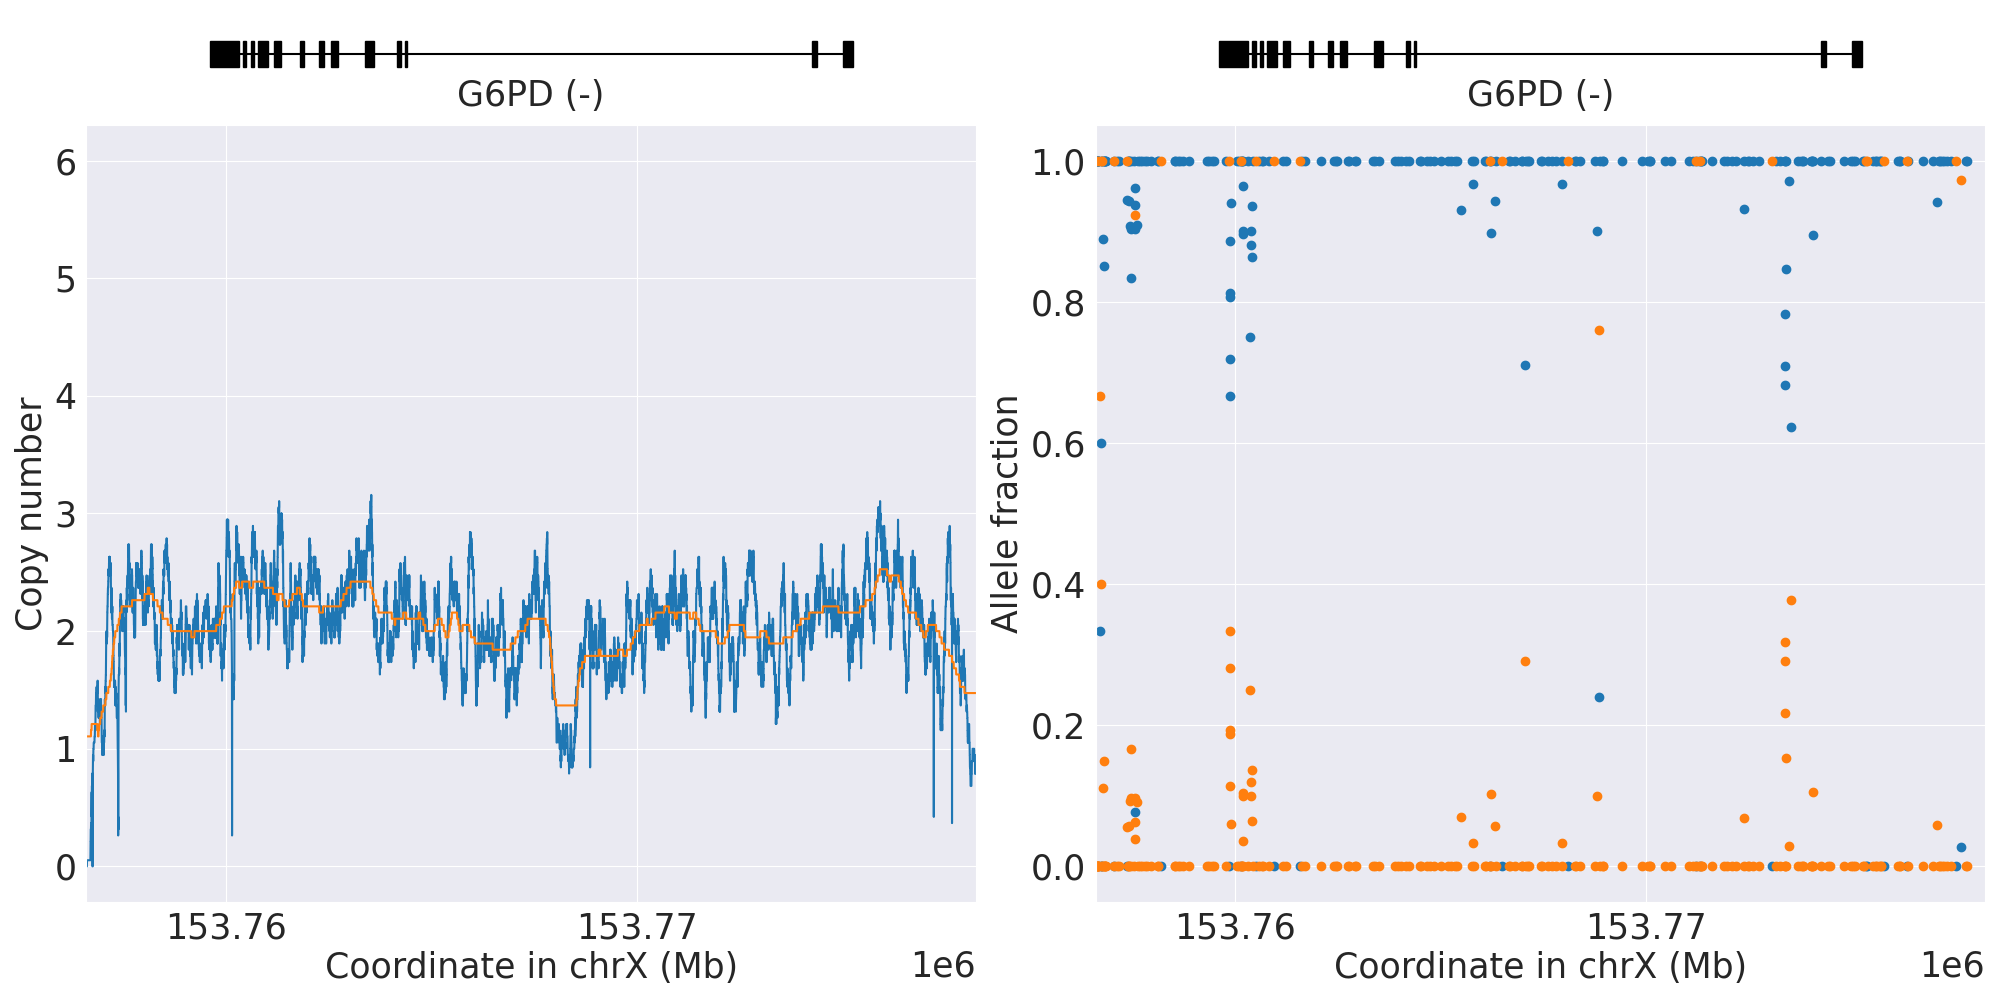 G6PD (-)
6
5
4
3
2
1
0
Copy number
153.76
153.77
Coordinate in chrX (Mb)
1e6
G6PD (-)
1.0
0.8
0.6
0.4
0.2
0.0
Allele fraction
153.76
153.77
Coordinate in chrX (Mb)
1e6